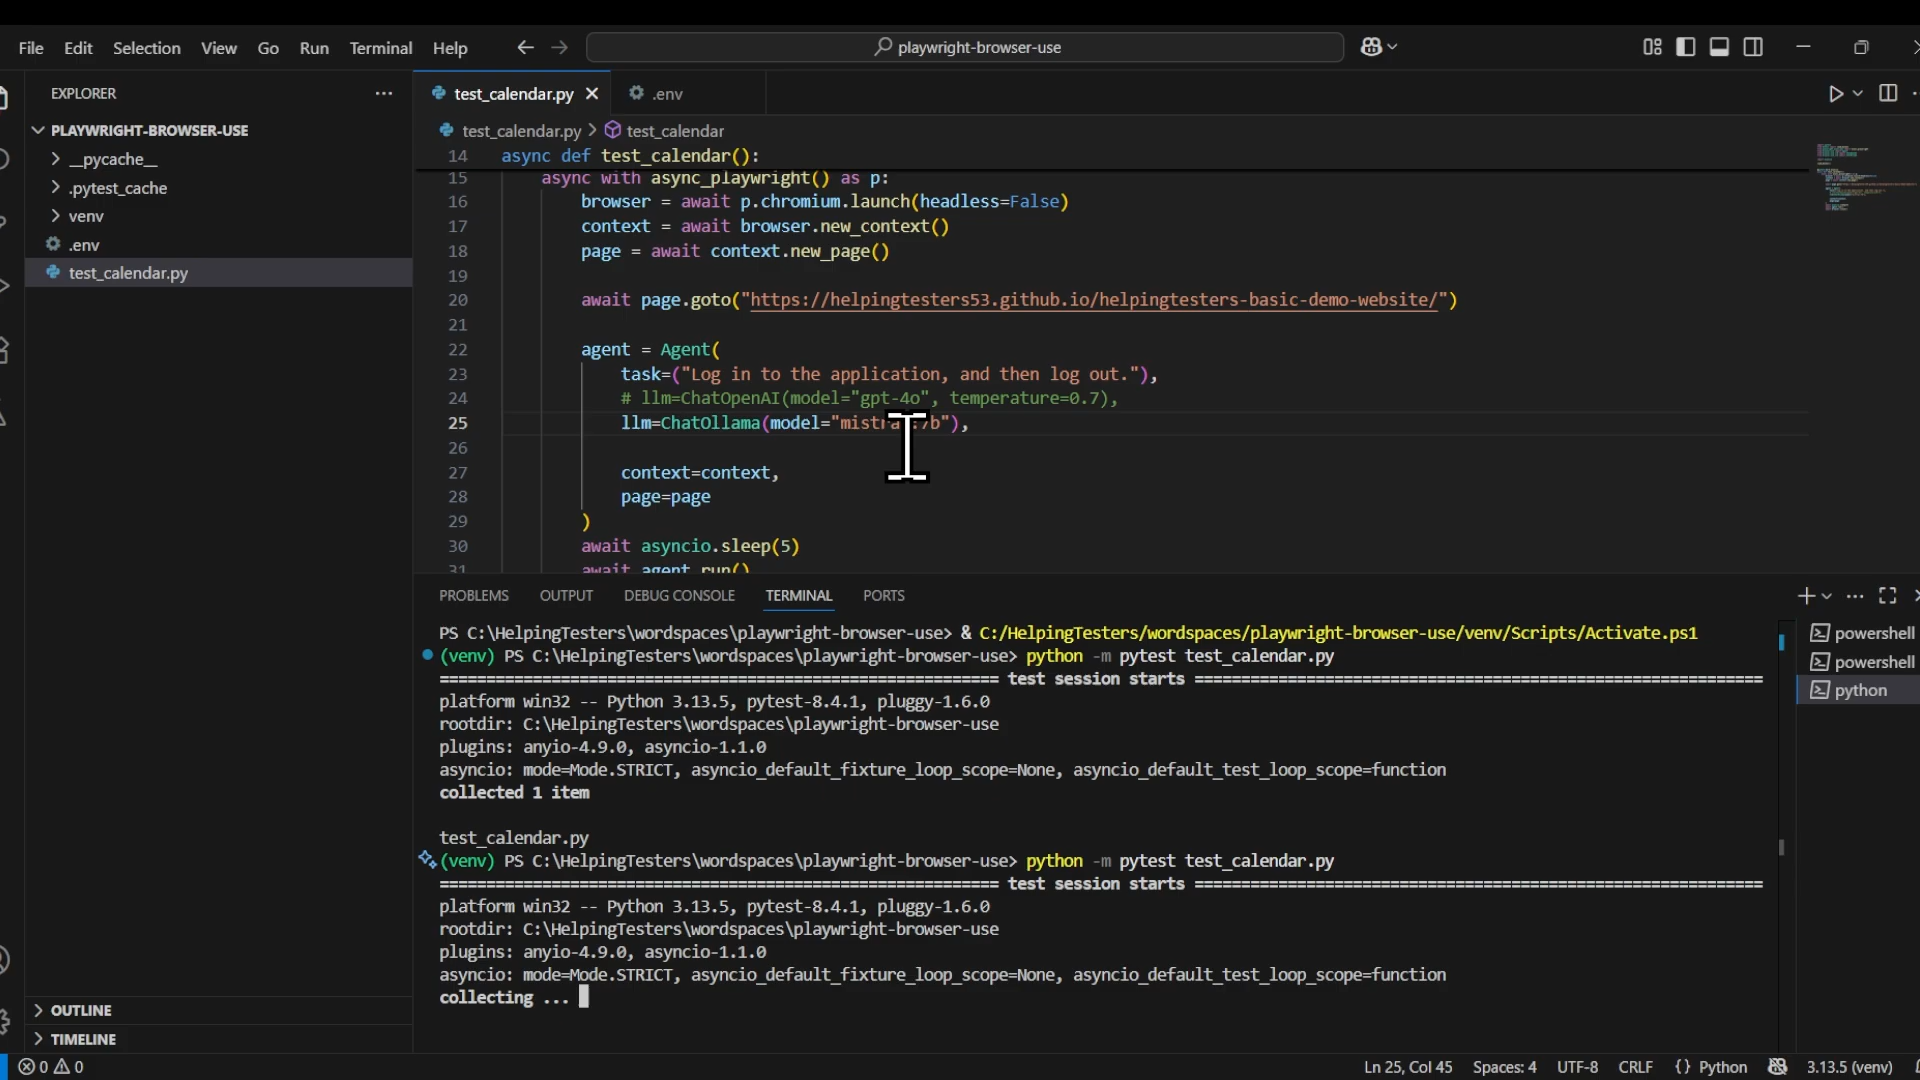 File Edit Selection View Go Run Terminal Help
playwright-browser-use
EXPLORER
PLAYWRIGHT-BROWSER-USE
__pycache__
.pytest_cache
venv
.env
test_calendar.py
OUTLINE
TIMELINE
test_calendar.py
.env
test_calendar.py > test_calendar
14 async def test_calendar():
15 async with async_playwright() as p:
16 browser = await p.chromium.launch(headless=False)
17 context = await browser.new_context()
18 page = await context.new_page()
19
20 await page.goto("https://helpingtesters53.github.io/helpingtesters-basic-demo-website/")
21
22 agent = Agent(
23 task=("Log in to the application, and then log out."),
24 # llm=ChatOpenAI(model="gpt-4o", temperature=0.7),
25 llm=ChatOllama(model="mistral:7b"),
26
27 context=context,
28 page=page
29 )
30 await asyncio.sleep(5)
31 await agent.run()
PROBLEMS OUTPUT DEBUG CONSOLE TERMINAL PORTS
PS C:\HelpingTesters\wordspaces\playwright-browser-use> & C:/HelpingTesters/wordspaces/playwright-browser-use/venv/Scripts/Activate.ps1
(venv) PS C:\HelpingTesters\wordspaces\playwright-browser-use> python -m pytest test_calendar.py
============================================================ test session starts =============================================================
platform win32 -- Python 3.13.5, pytest-8.4.1, pluggy-1.6.0
rootdir: C:\HelpingTesters\wordspaces\playwright-browser-use
plugins: anyio-4.9.0, asyncio-1.1.0
asyncio: mode=Mode.STRICT, asyncio_default_fixture_loop_scope=None, asyncio_default_test_loop_scope=function
collected 1 item
test_calendar.py
(venv) PS C:\HelpingTesters\wordspaces\playwright-browser-use> python -m pytest test_calendar.py
============================================================ test session starts =============================================================
platform win32 -- Python 3.13.5, pytest-8.4.1, pluggy-1.6.0
rootdir: C:\HelpingTesters\wordspaces\playwright-browser-use
plugins: anyio-4.9.0, asyncio-1.1.0
asyncio: mode=Mode.STRICT, asyncio_default_fixture_loop_scope=None, asyncio_default_test_loop_scope=function
collecting ...
powershell
powershell
python
0 0
Ln 25, Col 45 Spaces: 4 UTF-8 CRLF {} Python 3.13.5 (venv)